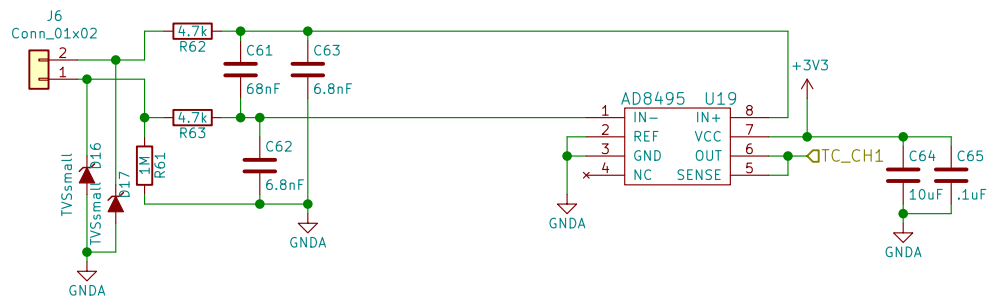 J6
Conn_01x02
2
1
4.7k
R62
C61
68nF
C63
6.8nF
4.7k
R63
1M
R61
C62
6.8nF
D16
TVSsmall
D17
TVSsmall
GNDA
GNDA
AD8495 U19
1 IN- IN+ 8
2 REF VCC 7
3 GND OUT 6
4 NC SENSE 5
GNDA
+3V3
TC_CH1
C64
10uF
C65
.1uF
GNDA